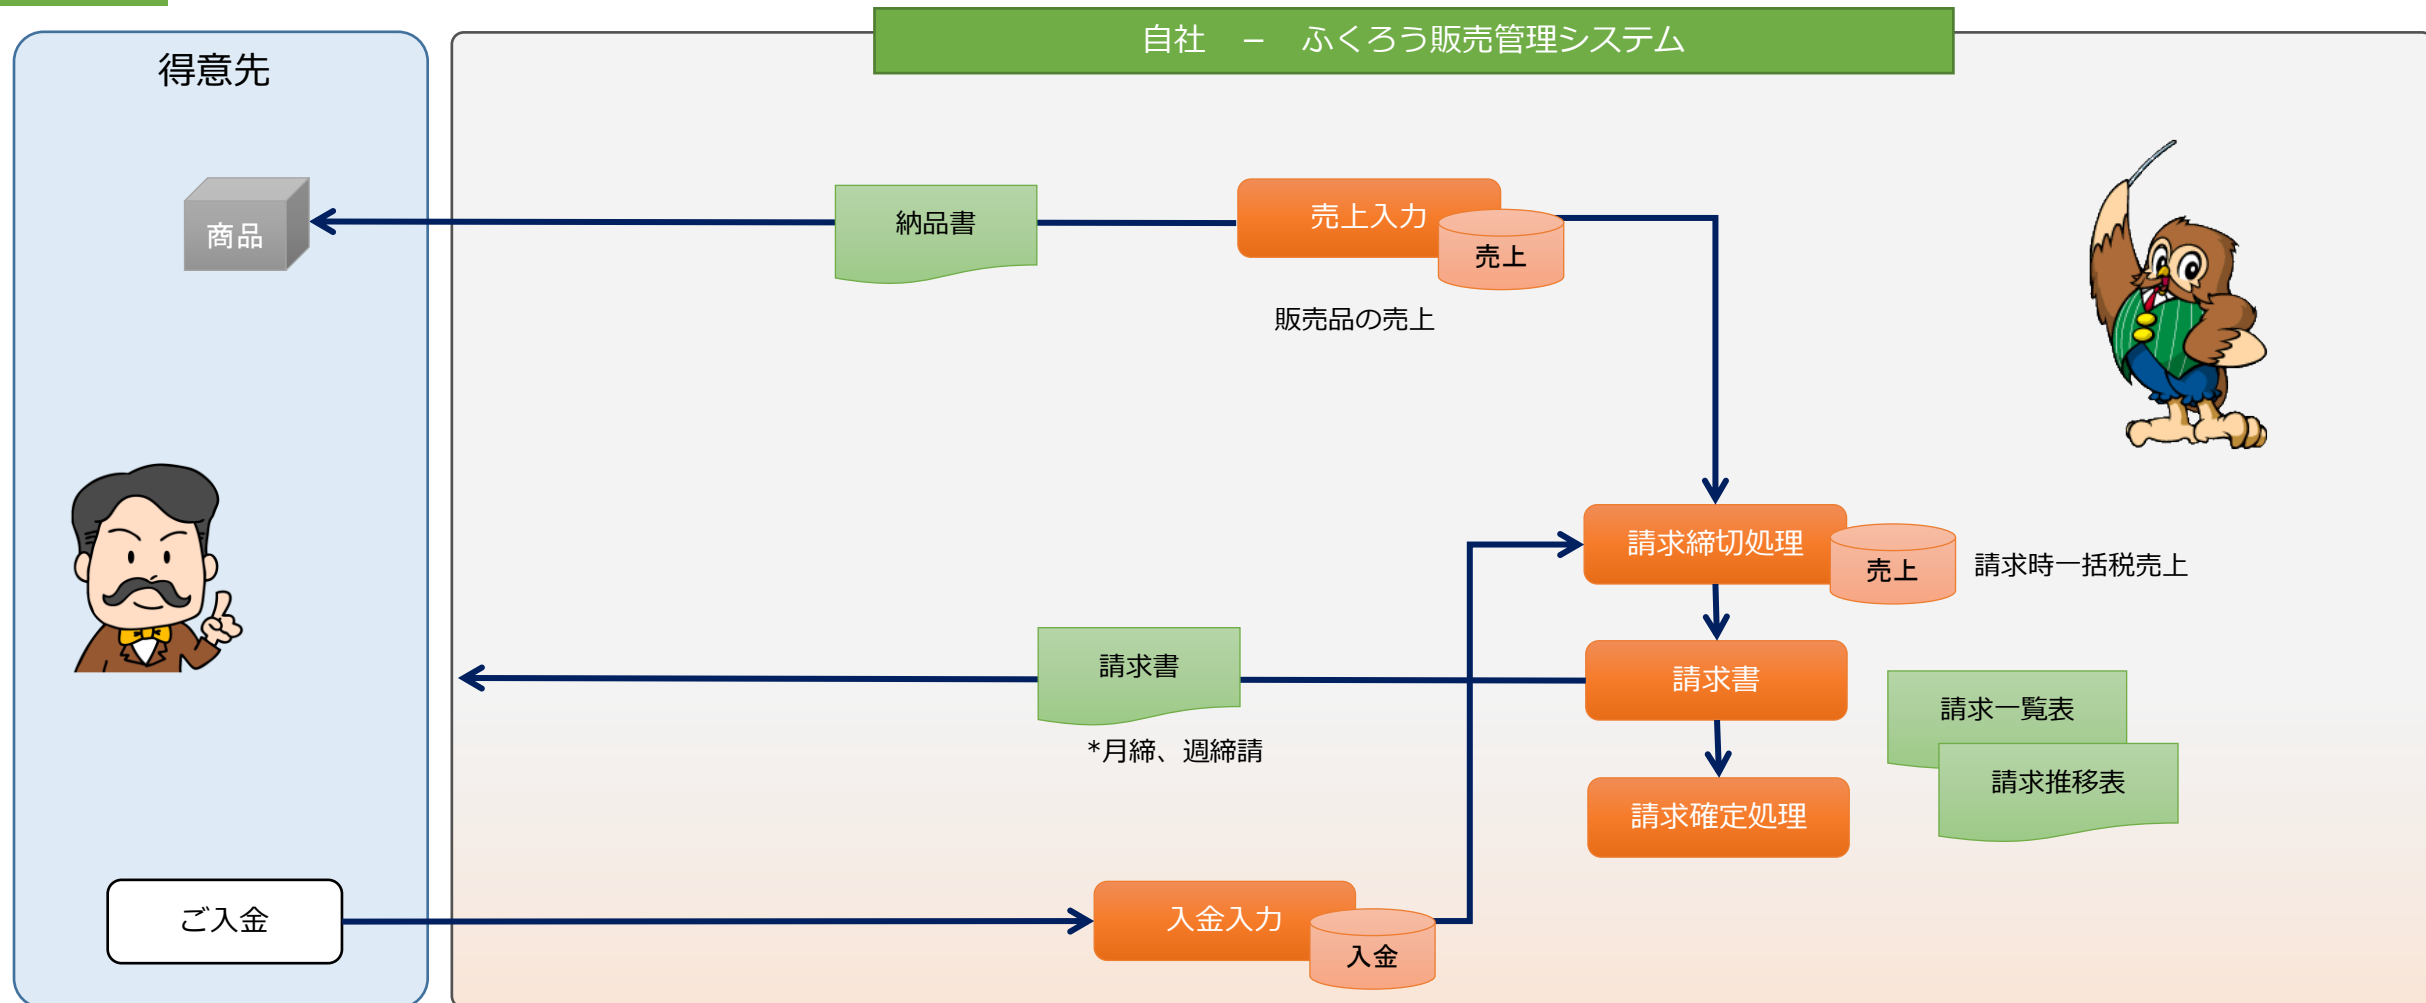 自社　－　ふくろう販売管理システム
得意先
商品
納品書
売上入力
売上
販売品の売上
請求締切処理
売上
請求時一括税売上
請求書
請求書
*月締、週締請
請求一覧表
請求推移表
請求確定処理
ご入金
入金入力
入金